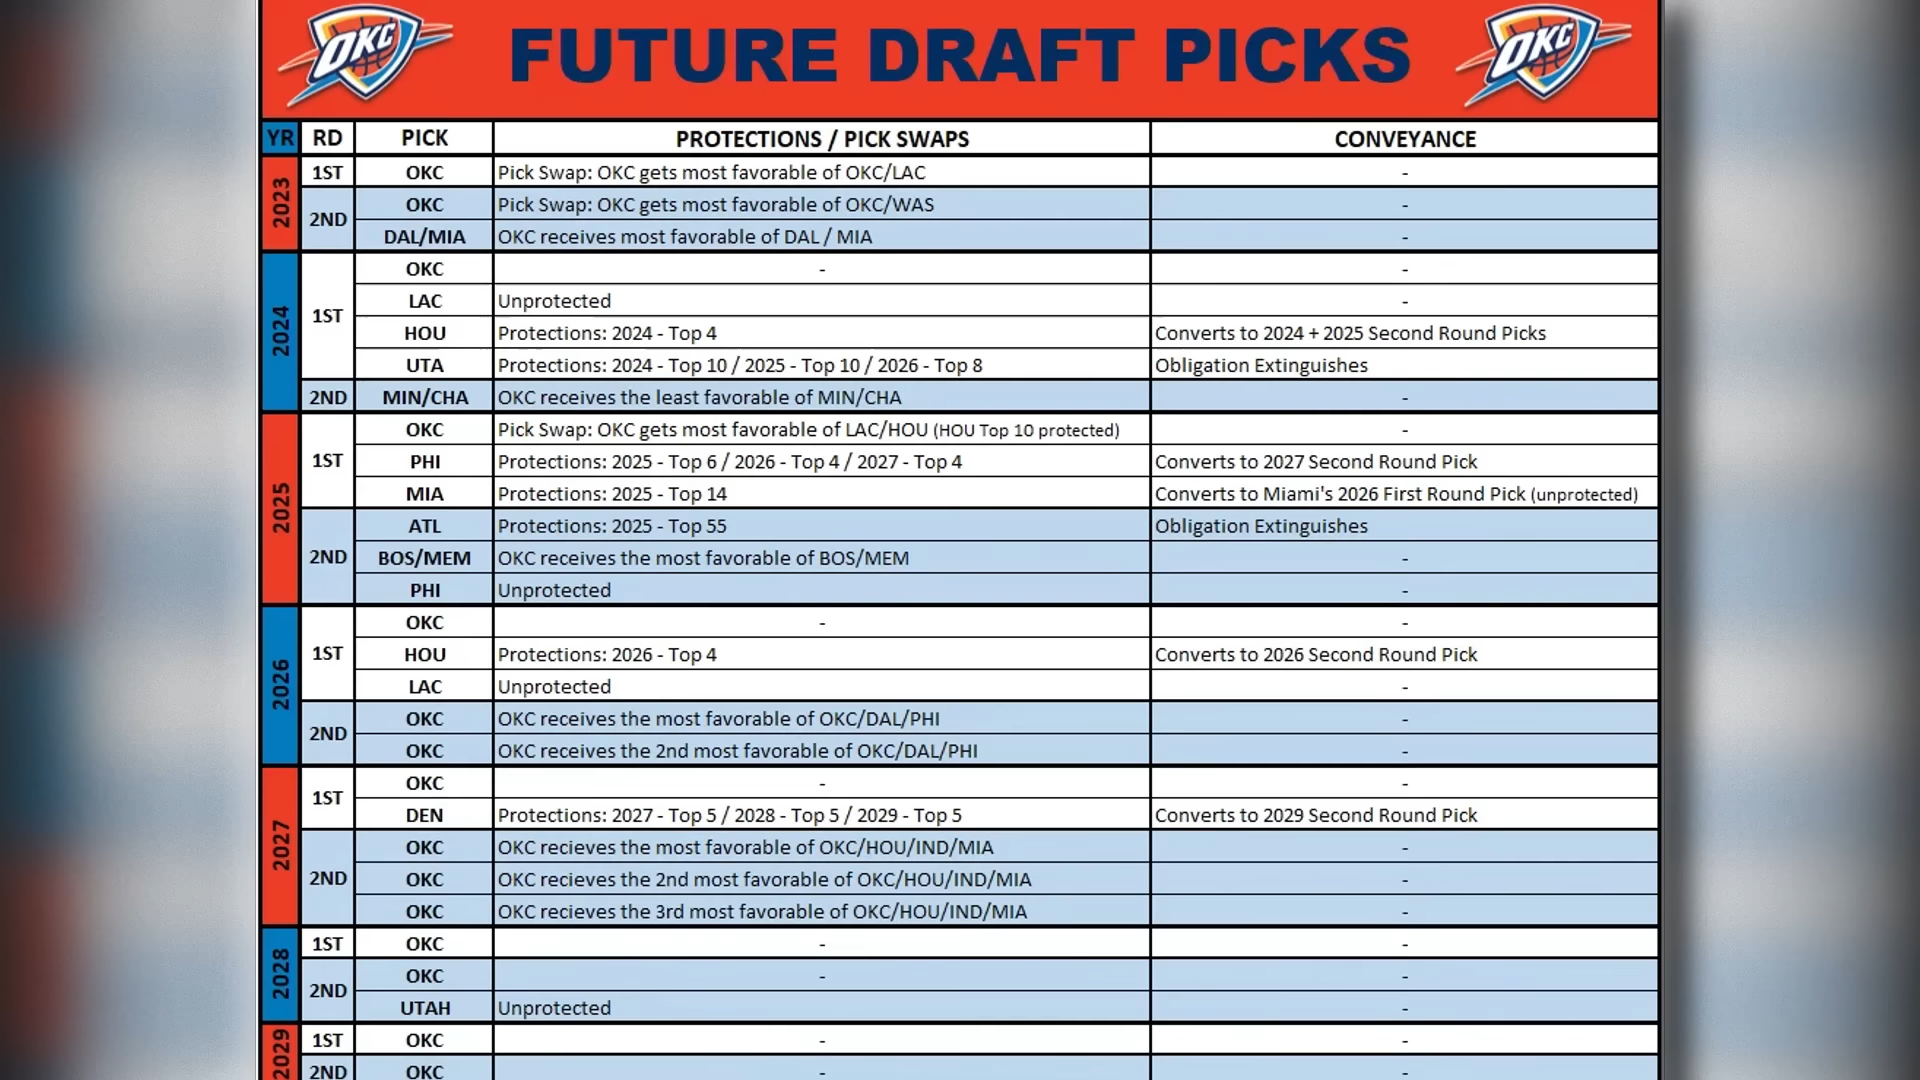 OKC FUTURE DRAFT PICKS OKC
YR RD PICK PROTECTIONS / PICK SWAPS CONVEYANCE
2023 1ST OKC Pick Swap: OKC gets most favorable of OKC/LAC -
2ND OKC Pick Swap: OKC gets most favorable of OKC/WAS -
DAL/MIA OKC receives most favorable of DAL / MIA -
2024 1ST OKC - -
LAC Unprotected -
HOU Protections: 2024 - Top 4 Converts to 2024 + 2025 Second Round Picks
UTA Protections: 2024 - Top 10 / 2025 - Top 10 / 2026 - Top 8 Obligation Extinguishes
2ND MIN/CHA OKC receives the least favorable of MIN/CHA -
2025 1ST OKC Pick Swap: OKC gets most favorable of LAC/HOU (HOU Top 10 protected) -
PHI Protections: 2025 - Top 6 / 2026 - Top 4 / 2027 - Top 4 Converts to 2027 Second Round Pick
MIA Protections: 2025 - Top 14 Converts to Miami's 2026 First Round Pick (unprotected)
2ND ATL Protections: 2025 - Top 55 Obligation Extinguishes
BOS/MEM OKC receives the most favorable of BOS/MEM -
PHI Unprotected -
2026 1ST OKC - -
HOU Protections: 2026 - Top 4 Converts to 2026 Second Round Pick
LAC Unprotected -
2ND OKC OKC receives the most favorable of OKC/DAL/PHI -
OKC OKC receives the 2nd most favorable of OKC/DAL/PHI -
2027 1ST OKC - -
DEN Protections: 2027 - Top 5 / 2028 - Top 5 / 2029 - Top 5 Converts to 2029 Second Round Pick
2ND OKC OKC recieves the most favorable of OKC/HOU/IND/MIA -
OKC OKC recieves the 2nd most favorable of OKC/HOU/IND/MIA -
OKC OKC recieves the 3rd most favorable of OKC/HOU/IND/MIA -
2028 1ST OKC - -
2ND OKC - -
UTAH Unprotected -
2029 1ST OKC - -
2ND OKC - -